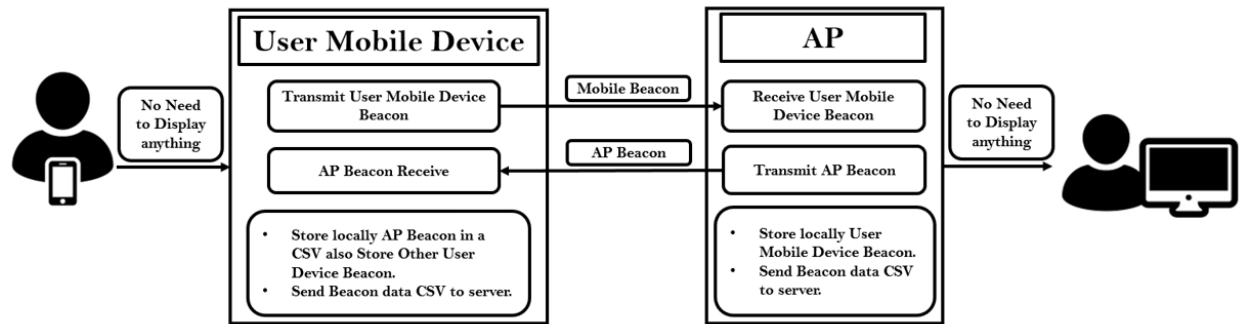 User Mobile Device
AP
No Need
to Display
anything
Transmit User Mobile Device
Beacon
Mobile Beacon
Receive User Mobile
Device Beacon
No Need
to Display
anything
AP Beacon Receive
AP Beacon
Transmit AP Beacon
• Store locally AP Beacon in a
CSV also Store Other User
Device Beacon.
• Send Beacon data CSV to server.
• Store locally User
Mobile Device Beacon.
• Send Beacon data CSV
to server.